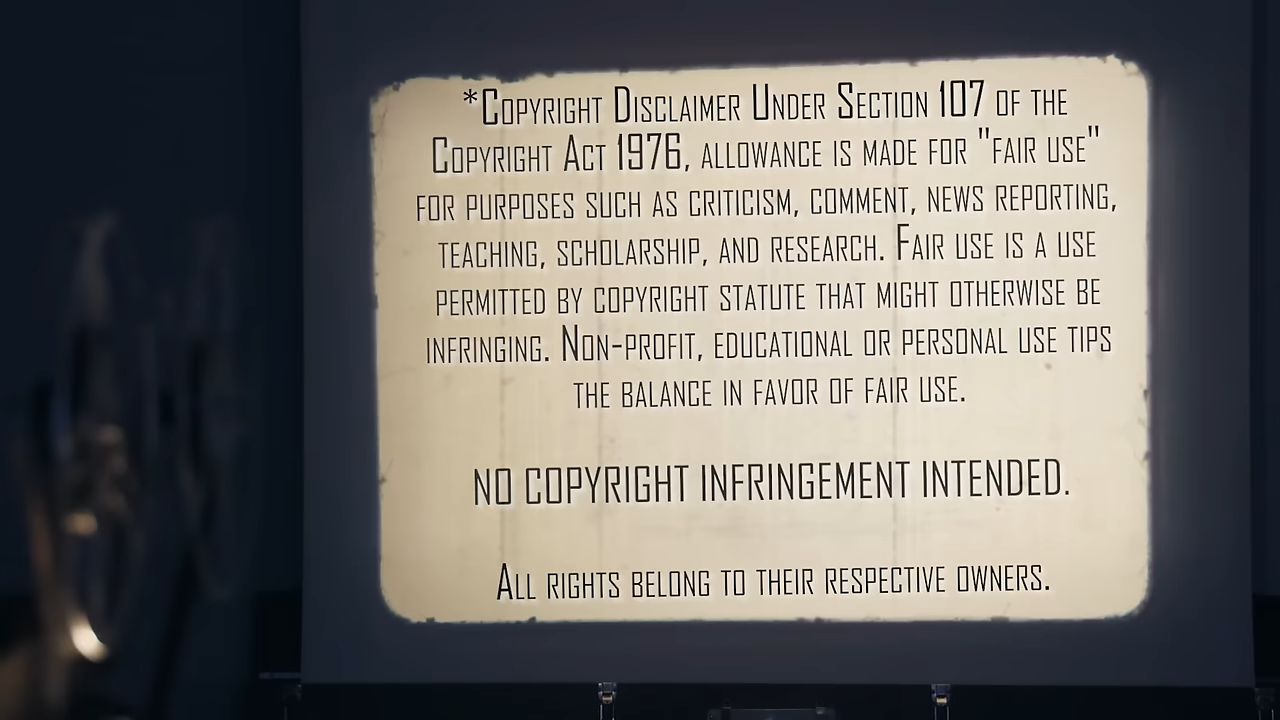 *Copyright Disclaimer Under Section 107 of the
Copyright Act 1976, allowance is made for "fair use"
for purposes such as criticism, comment, news reporting,
teaching, scholarship, and research. Fair use is a use
permitted by copyright statute that might otherwise be
infringing. Non-profit, educational or personal use tips
the balance in favor of fair use.
NO COPYRIGHT INFRINGEMENT INTENDED.
All rights belong to their respective owners.